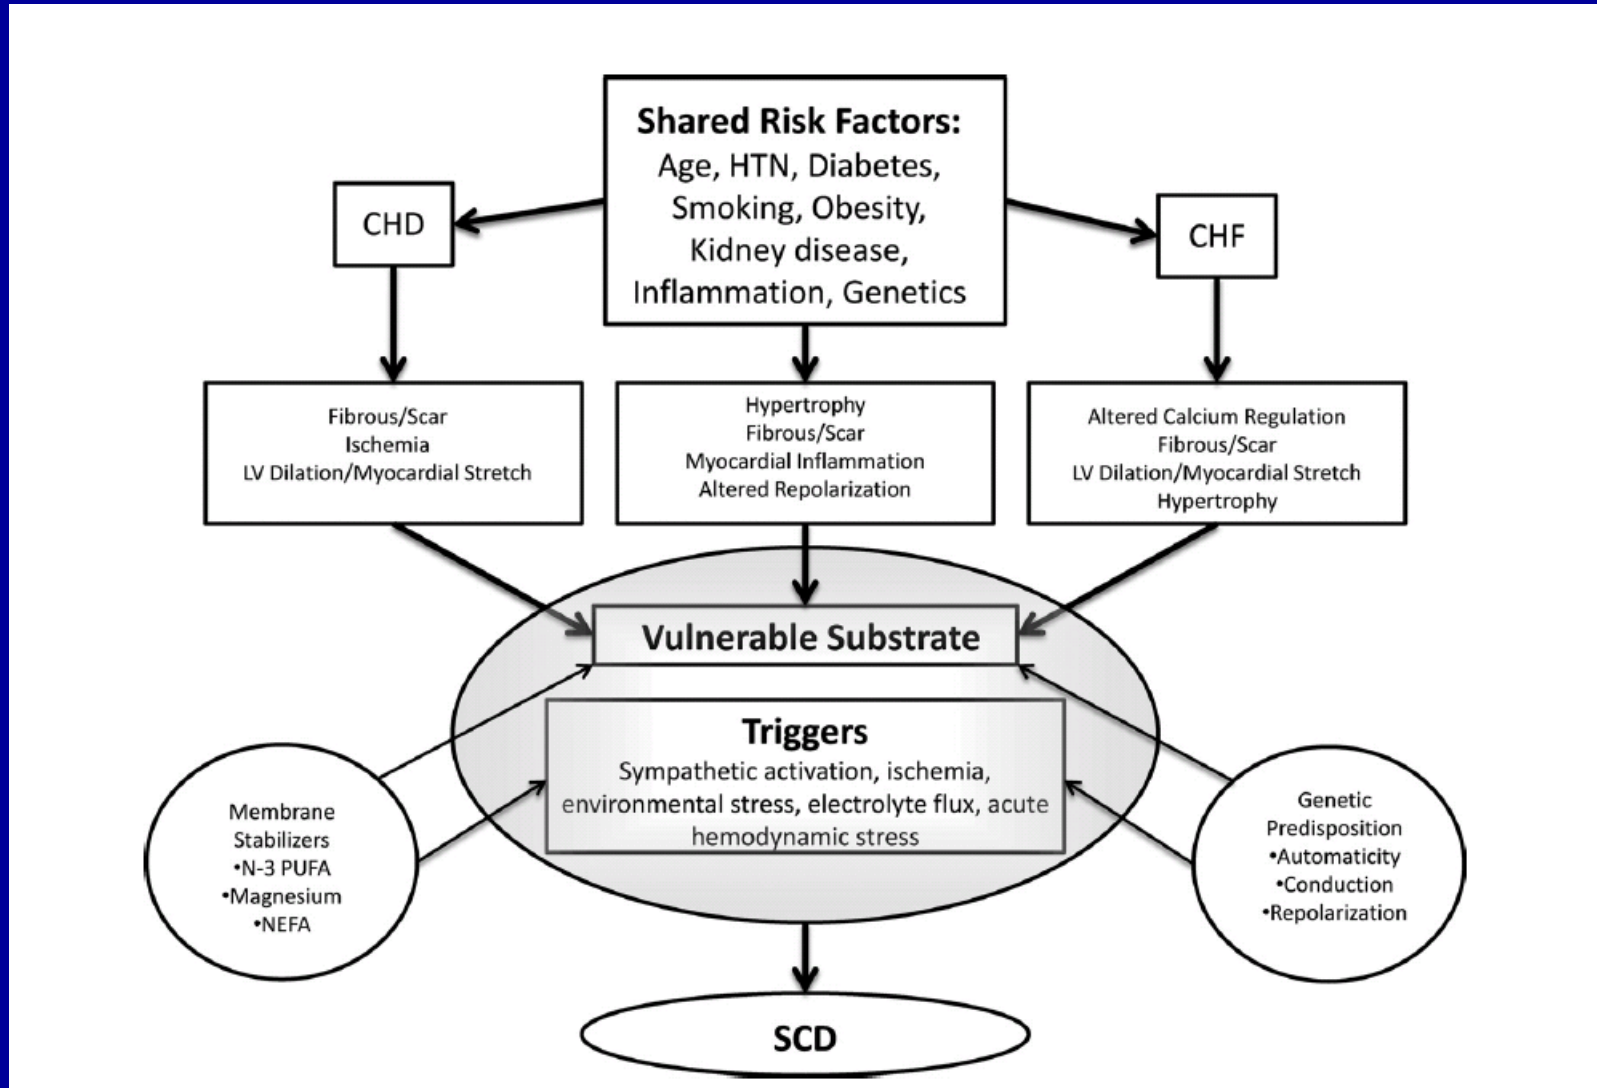 Shared Risk Factors:
Age, HTN, Diabetes,
Smoking, Obesity,
Kidney disease,
Inflammation, Genetics
CHD
CHF
Fibrous/Scar
Ischemia
LV Dilation/Myocardial Stretch
Hypertrophy
Fibrous/Scar
Myocardial Inflammation
Altered Repolarization
Altered Calcium Regulation
Fibrous/Scar
LV Dilation/Myocardial Stretch
Hypertrophy
Vulnerable Substrate
Triggers
Sympathetic activation, ischemia,
environmental stress, electrolyte flux, acute
hemodynamic stress
Membrane
Stabilizers
•N-3 PUFA
•Magnesium
•NEFA
Genetic
Predisposition
•Automaticity
•Conduction
•Repolarization
SCD